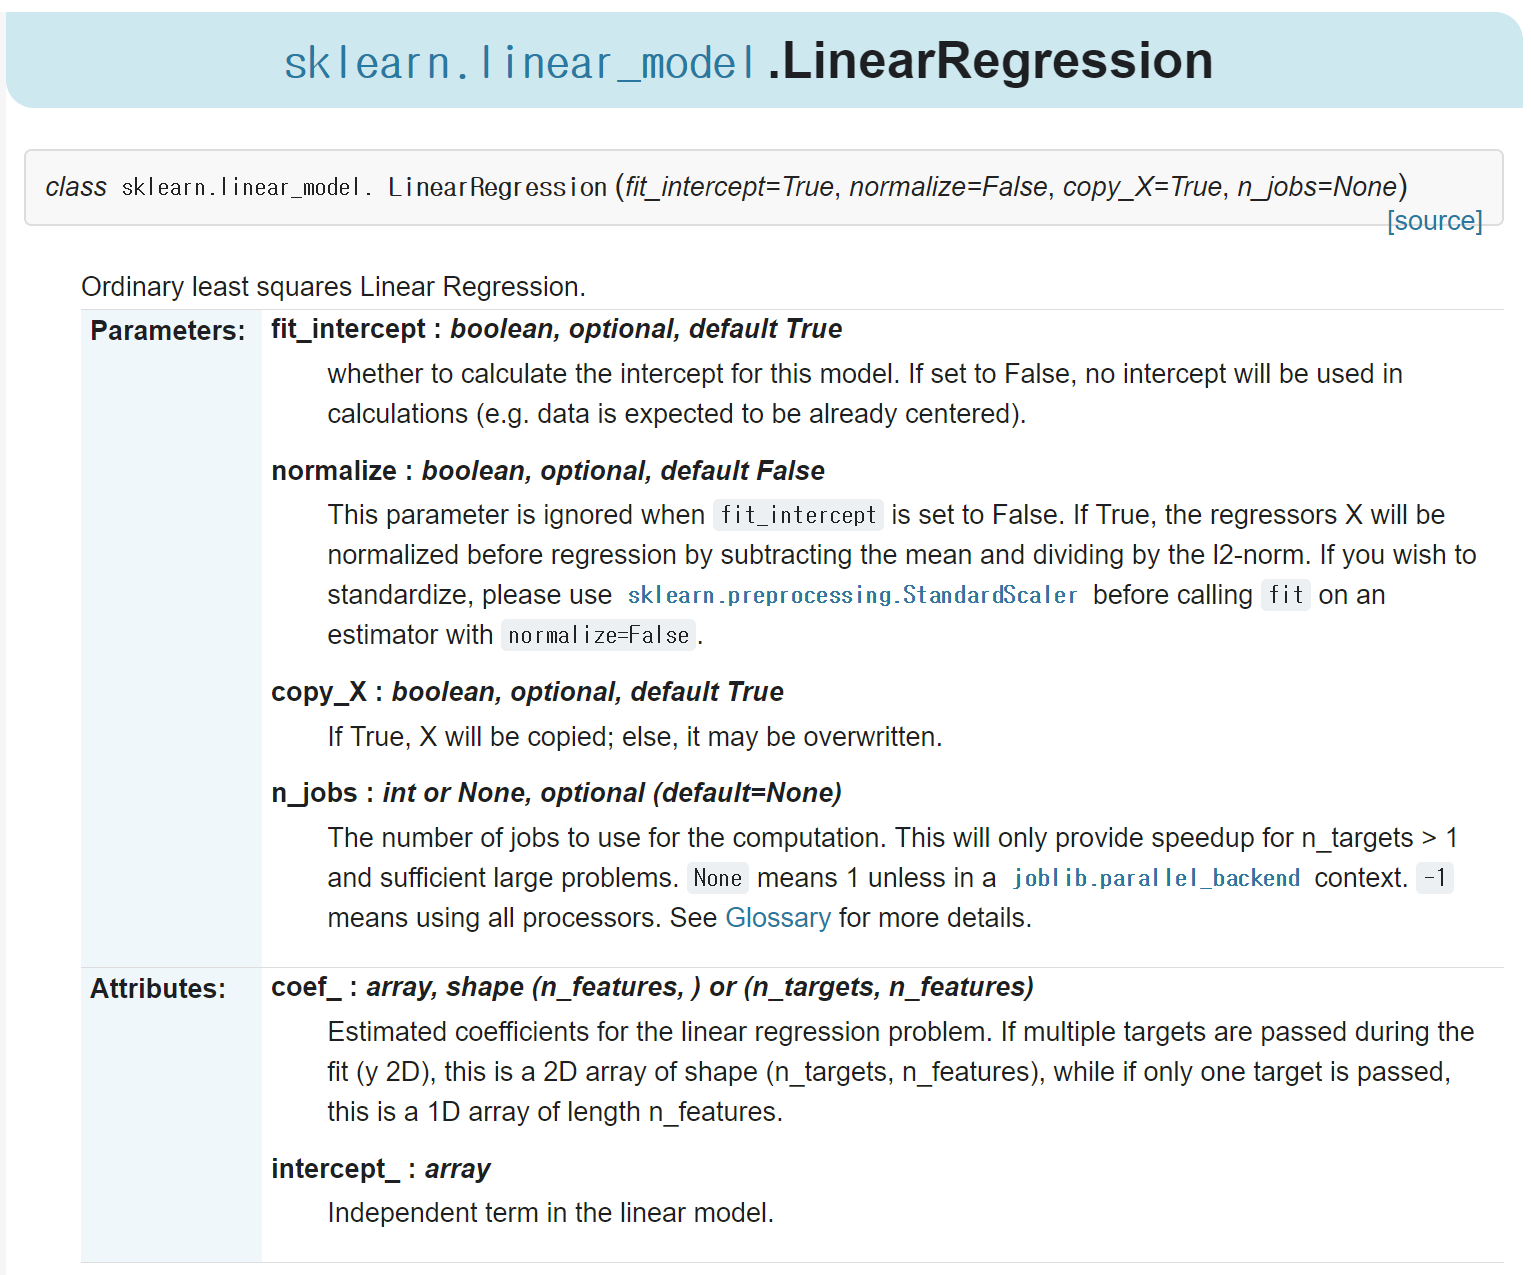 sklearn.linear_model.LinearRegression
class sklearn.linear_model. LinearRegression (fit_intercept=True, normalize=False, copy_X=True, n_jobs=None)
[source]
Ordinary least squares Linear Regression.
Parameters:
fit_intercept : boolean, optional, default True
whether to calculate the intercept for this model. If set to False, no intercept will be used in
calculations (e.g. data is expected to be already centered).
normalize : boolean, optional, default False
This parameter is ignored when fit_intercept is set to False. If True, the regressors X will be
normalized before regression by subtracting the mean and dividing by the l2-norm. If you wish to
standardize, please use sklearn.preprocessing.StandardScaler before calling fit on an
estimator with normalize=False.
copy_X : boolean, optional, default True
If True, X will be copied; else, it may be overwritten.
n_jobs : int or None, optional (default=None)
The number of jobs to use for the computation. This will only provide speedup for n_targets > 1
and sufficient large problems. None means 1 unless in a joblib.parallel_backend context. -1
means using all processors. See Glossary for more details.
Attributes:
coef_ : array, shape (n_features, ) or (n_targets, n_features)
Estimated coefficients for the linear regression problem. If multiple targets are passed during the
fit (y 2D), this is a 2D array of shape (n_targets, n_features), while if only one target is passed,
this is a 1D array of length n_features.
intercept_ : array
Independent term in the linear model.